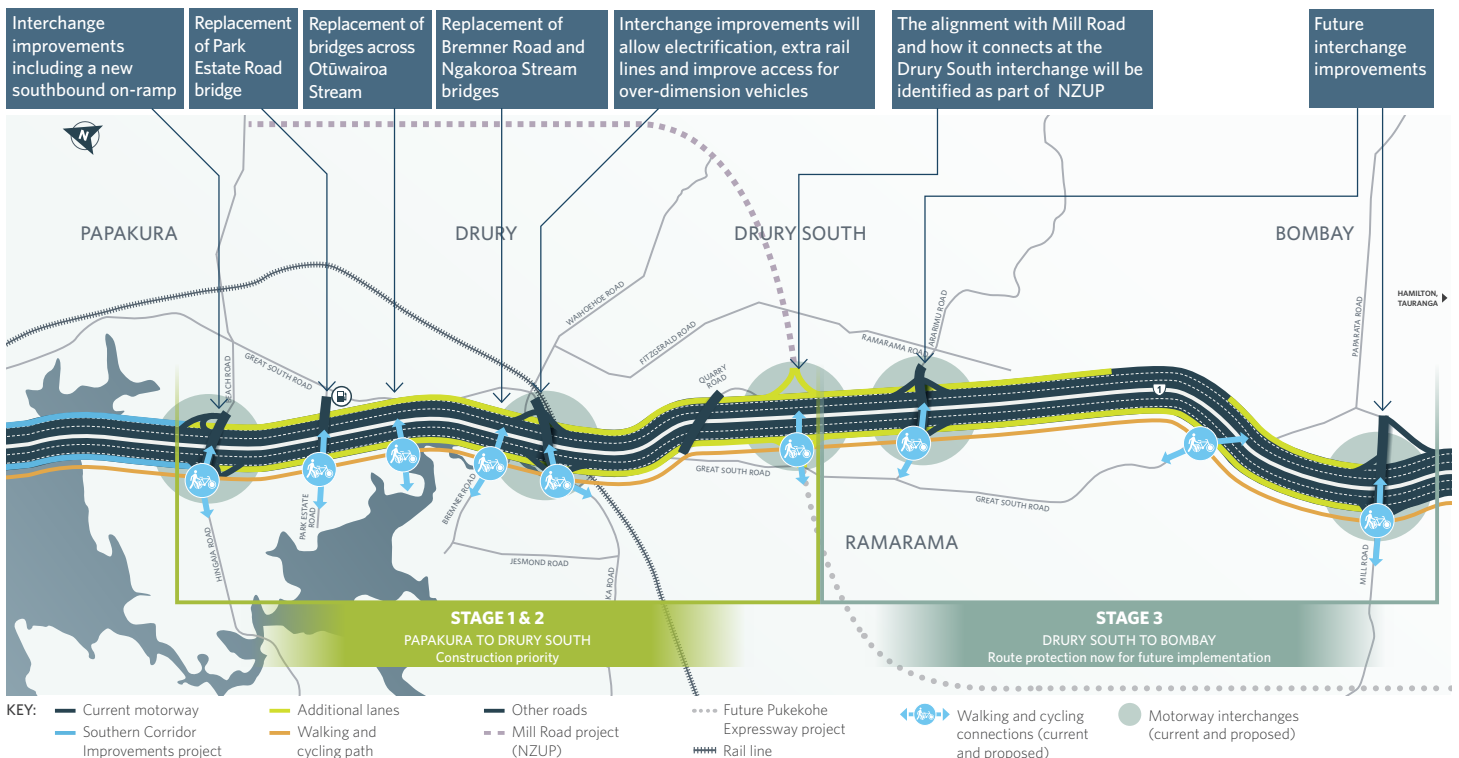 Interchange
improvements
including a new
southbound on-ramp
Replacement
of Park
Estate Road
bridge
Replacement of
bridges across
Otūwairoa
Stream
Replacement of
Bremner Road and
Ngakoroa Stream
bridges
Interchange improvements will
allow electrification, extra rail
lines and improve access for
over-dimension vehicles
The alignment with Mill Road
and how it connects at the
Drury South interchange will be
identified as part of NZUP
Future
interchange
improvements
N
PAPAKURA
DRURY
DRURY SOUTH
BOMBAY
HAMILTON,
TAURANGA
WAIHOEHOE ROAD
FITZGERALD ROAD
RAMARAMA ROAD
ARARIMU ROAD
PAPARATA ROAD
BEACH ROAD
GREAT SOUTH ROAD
QUARRY
ROAD
1
GREAT SOUTH ROAD
GREAT SOUTH ROAD
HINGAIA ROAD
PARK ESTATE
ROAD
BREMNER ROAD
JESMOND ROAD
KA ROAD
MILL ROAD
RAMARAMA
STAGE 1 & 2
PAPAKURA TO DRURY SOUTH
Construction priority
STAGE 3
DRURY SOUTH TO BOMBAY
Route protection now for future implementation
KEY:
Current motorway
Southern Corridor
Improvements project
Additional lanes
Walking and
cycling path
Other roads
Mill Road project
(NZUP)
Future Pukekohe
Expressway project
Rail line
Walking and cycling
connections (current
and proposed)
Motorway interchanges
(current and proposed)